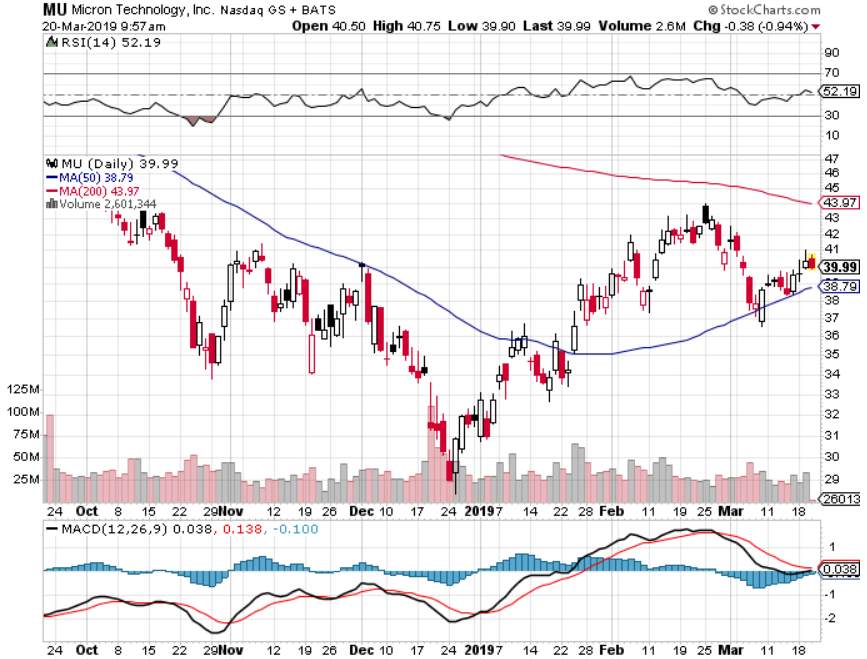 MU Micron Technology, Inc. Nasdaq GS + BATS © StockCharts.com
20-Mar-2019 9:57am Open 40.50 High 40.75 Low 39.90 Last 39.99 Volume 2.6M Chg -0.38 (-0.94%)
RSI(14) 52.19
90
70
52.19
30
10
MU (Daily) 39.99
MA(50) 38.79
MA(200) 43.97
Volume 2,601,344
47
46
45
43.97
43
42
41
39.99
38.79
38
37
36
35
34
33
32
31
30
29
125M
100M
75M
50M
25M
26013
24 Oct 8 15 22 29 Nov 12 19 26 Dec 10 17 24 2019 7 14 22 28 Feb 11 19 25 Mar 11 18
MACD(12,26,9) 0.038, 0.138, -0.100
1
0.038
-1
-2
24 Oct 8 15 22 29 Nov 12 19 26 Dec 10 17 24 2019 7 14 22 28 Feb 11 19 25 Mar 11 18